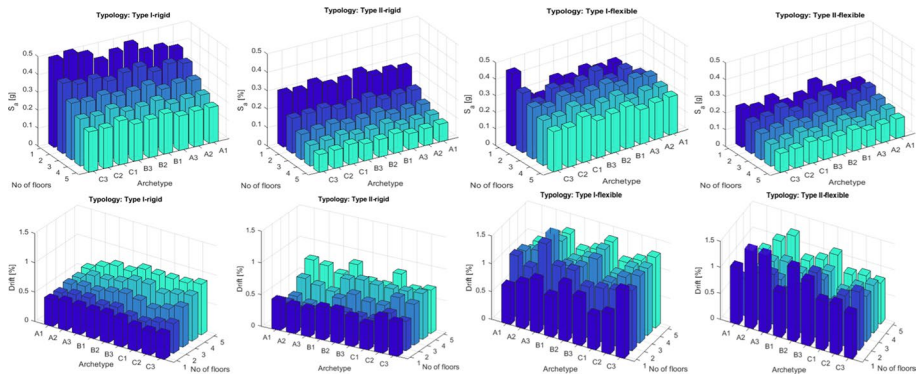 Typology: Type I-rigid
0.5
0.4
0.3
0.2
0.1
0
S_a [g]
1
2
3
4
5
No of floors
C3
C2
C1
B3
B2
B1
A3
A2
A1
Archetype
Typology: Type II-rigid
0.5
0.4
0.3
0.2
0.1
0
S_a [%]
1
2
3
4
5
No of floors
C3
C2
C1
B3
B2
B1
A3
A2
A1
Archetype
Typology: Type I-flexible
0.5
0.4
0.3
0.2
0.1
0
S_a [g]
1
2
3
4
5
No of floors
C3
C2
C1
B3
B2
B1
A3
A2
A1
Archetype
Typology: Type II-flexible
0.5
0.4
0.3
0.2
0.1
0
S_a [g]
1
2
3
4
5
No of floors
C3
C2
C1
B3
B2
B1
A3
A2
A1
Archetype
Typology: Type I-rigid
1.5
1
0.5
0
Drift [%]
A1
A2
A3
B1
B2
B3
C1
C2
C3
Archetype
1
2
3
4
5
No of floors
Typology: Type II-rigid
1.5
1
0.5
0
Drift [%]
A1
A2
A3
B1
B2
B3
C1
C2
C3
Archetype
1
2
3
4
5
No of floors
Typology: Type I-flexible
1.5
1
0.5
0
Drift [%]
A1
A2
A3
B1
B2
B3
C1
C2
C3
Archetype
1
2
3
4
5
No of floors
Typology: Type II-flexible
1.5
1
0.5
0
Drift [%]
A1
A2
A3
B1
B2
B3
C1
C2
C3
Archetype
1
2
3
4
5
No of floors